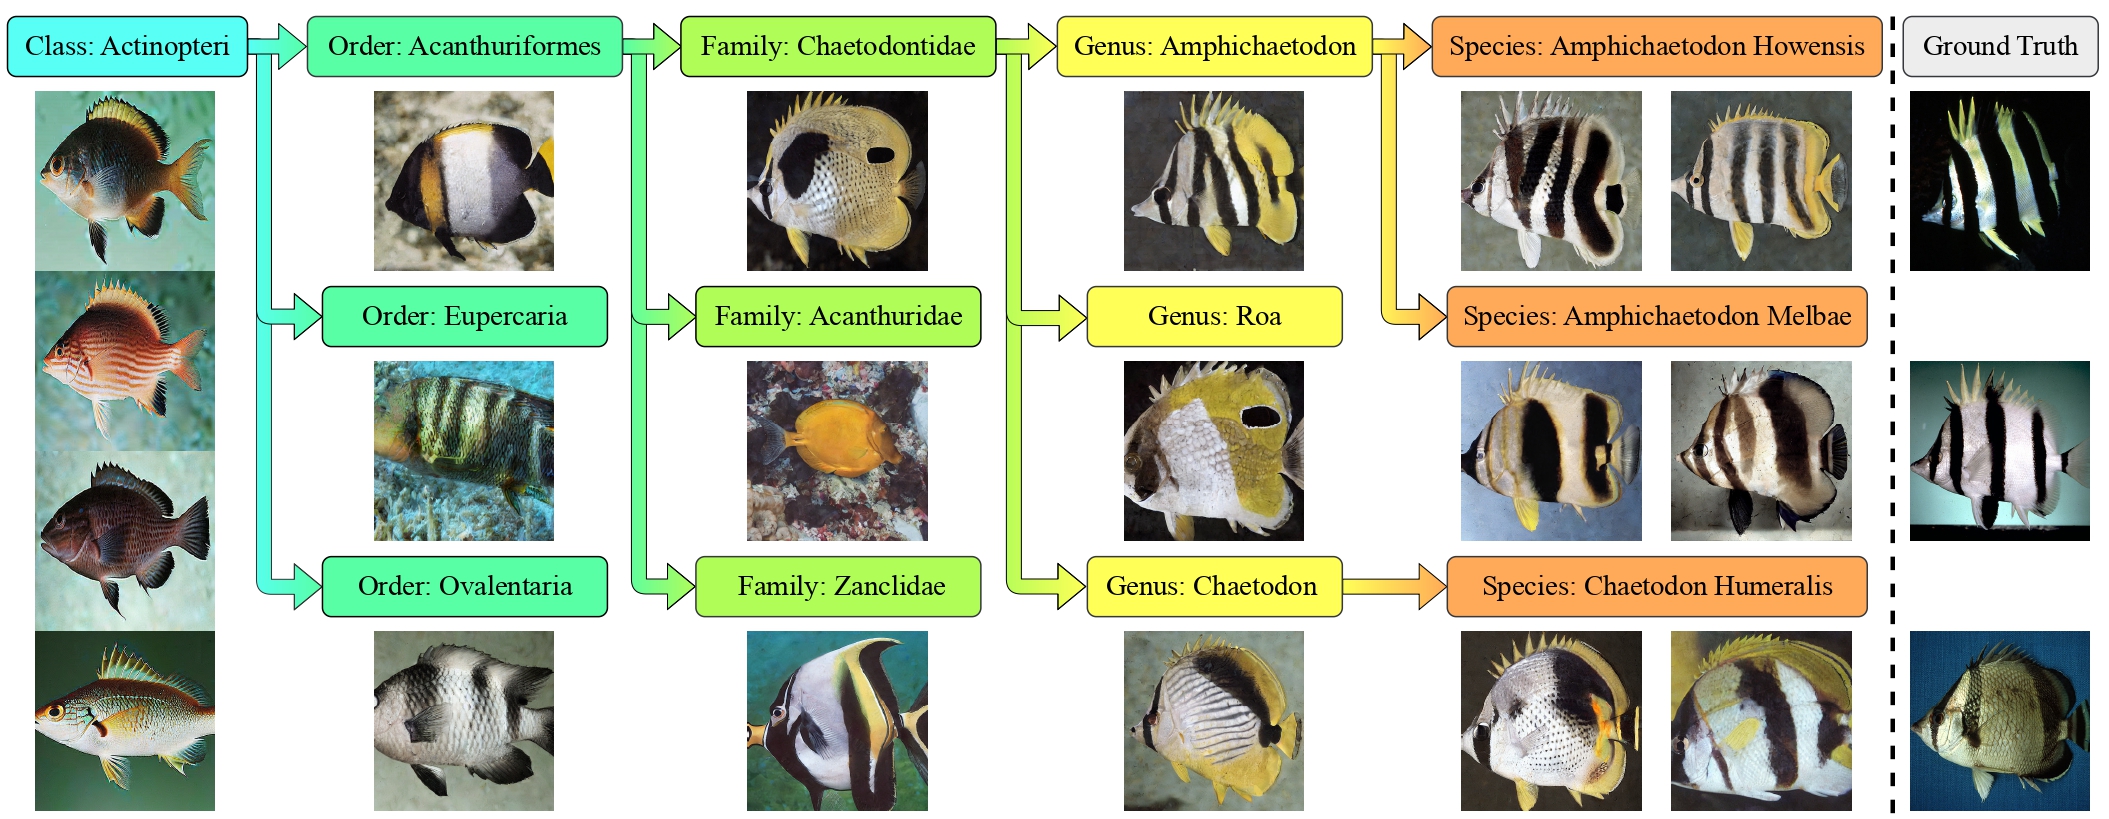 Class: Actinopteri
Order: Acanthuriformes
Family: Chaetodontidae
Genus: Amphichaetodon
Species: Amphichaetodon Howensis
Ground Truth
Order: Eupercaria
Family: Acanthuridae
Genus: Roa
Species: Amphichaetodon Melbae
Order: Ovalentaria
Family: Zanclidae
Genus: Chaetodon
Species: Chaetodon Humeralis